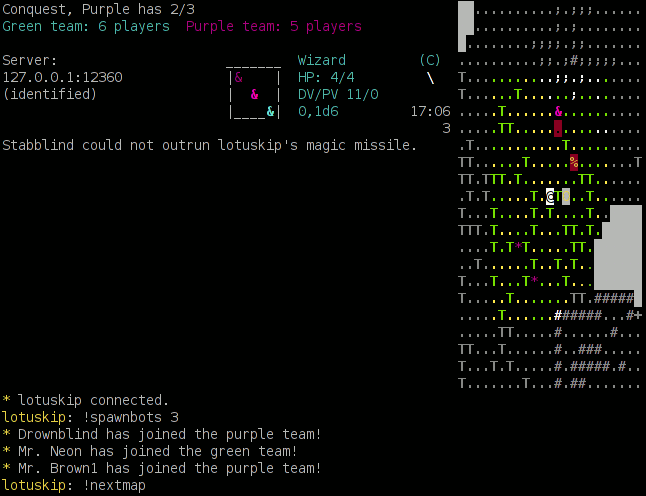 Conquest, Purple has 2/3
Green team: 6 players  Purple team: 5 players
Server:
127.0.0.1:12360
(identified)
Wizard (C)
HP: 4/4 \
DV/PV 11/0
0,1d6 17:06
3
Stabblind could not outrun lotuskip's magic missile.
* lotuskip connected.
lotuskip: !spawnbots 3
* Drownblind has joined the purple team!
* Mr. Neon has joined the green team!
* Mr. Brown1 has joined the purple team!
lotuskip: !nextmap